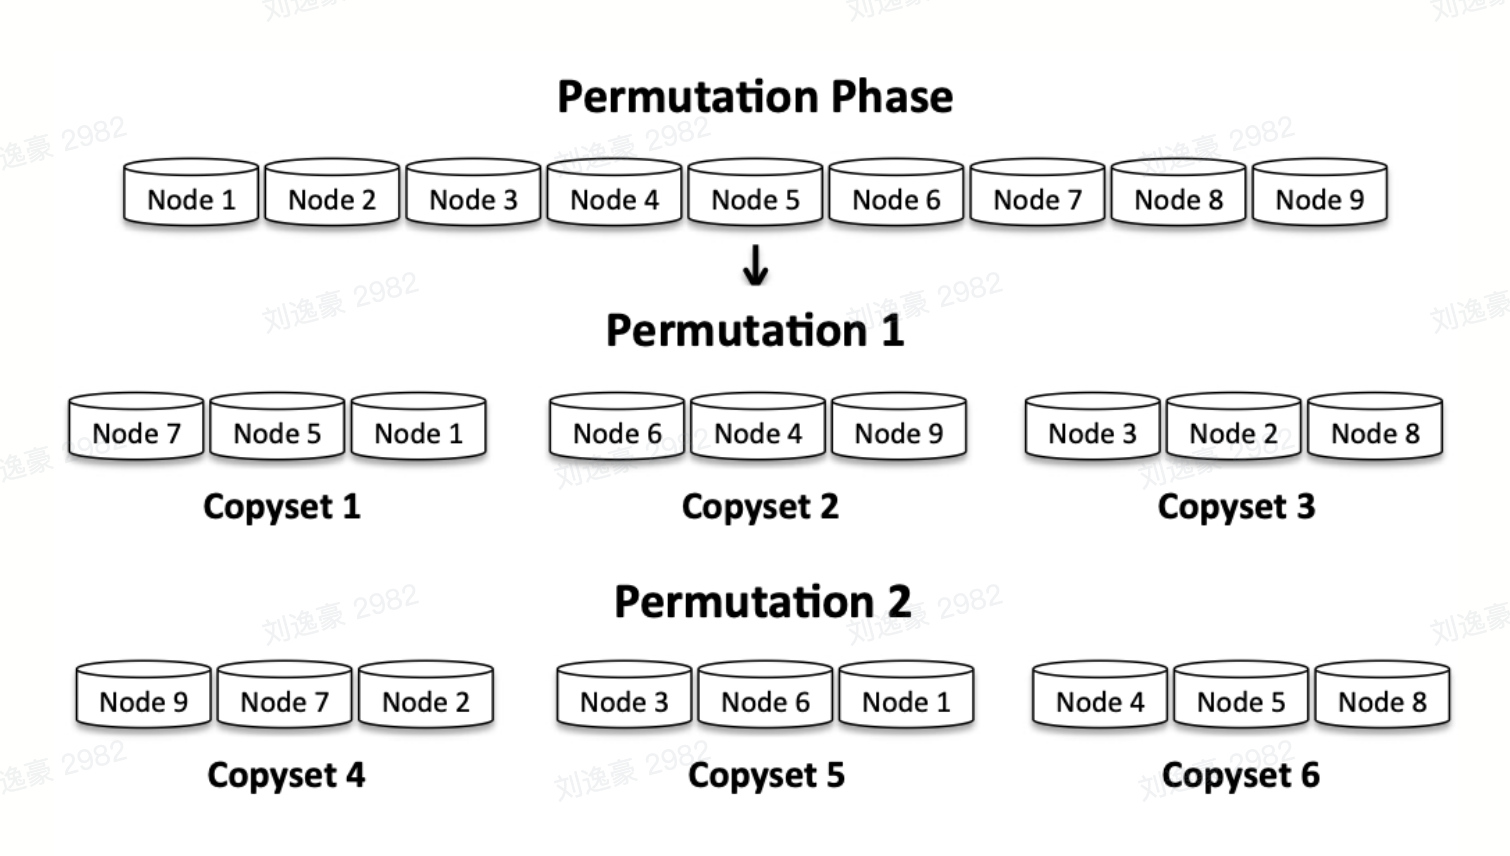 Permutation Phase
Node 1 Node 2 Node 3 Node 4 Node 5 Node 6 Node 7 Node 8 Node 9
Permutation 1
Node 7 Node 5 Node 1 Node 6 Node 4 Node 9 Node 3 Node 2 Node 8
Copyset 1 Copyset 2 Copyset 3
Permutation 2
Node 9 Node 7 Node 2 Node 3 Node 6 Node 1 Node 4 Node 5 Node 8
Copyset 4 Copyset 5 Copyset 6
刘逸豪 2982